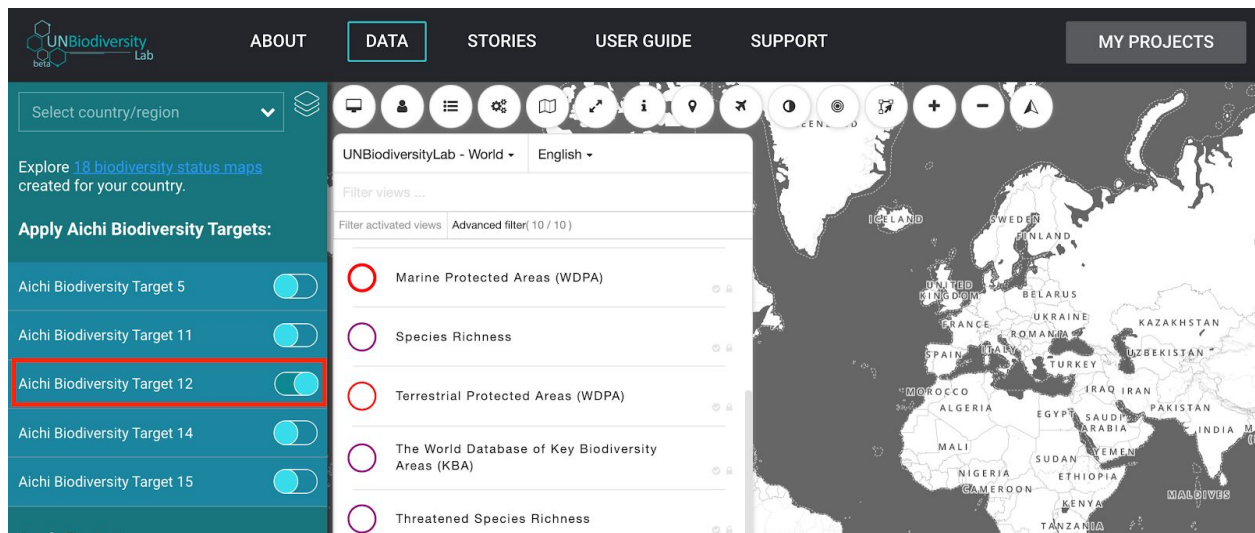 UNBiodiversity
Lab
beta
ABOUT
DATA
STORIES
USER GUIDE
SUPPORT
MY PROJECTS
Select country/region
Explore 18 biodiversity status maps
created for your country.
Apply Aichi Biodiversity Targets:
Aichi Biodiversity Target 5
Aichi Biodiversity Target 11
Aichi Biodiversity Target 12
Aichi Biodiversity Target 14
Aichi Biodiversity Target 15
UNBiodiversityLab - World
English
Filter views ...
Filter activated views
Advanced filter( 10 / 10 )
Marine Protected Areas (WDPA)
Species Richness
Terrestrial Protected Areas (WDPA)
The World Database of Key Biodiversity
Areas (KBA)
Threatened Species Richness
ICELAND
SWEDEN
FINLAND
UNITED
KINGDOM
BELARUS
UKRAINE
FRANCE
ROMANIA
KAZAKHSTAN
SPAIN
ITALY
TURKEY
UZBEKISTAN
MOROCCO
IRAQ
IRAN
ALGERIA
EGYPT
SAUDI
ARABIA
PAKISTAN
INDIA
MALI
SUDAN
YEMEN
NIGERIA
ETHIOPIA
CAMEROON
MALDIVES
KENYA
TANZANIA